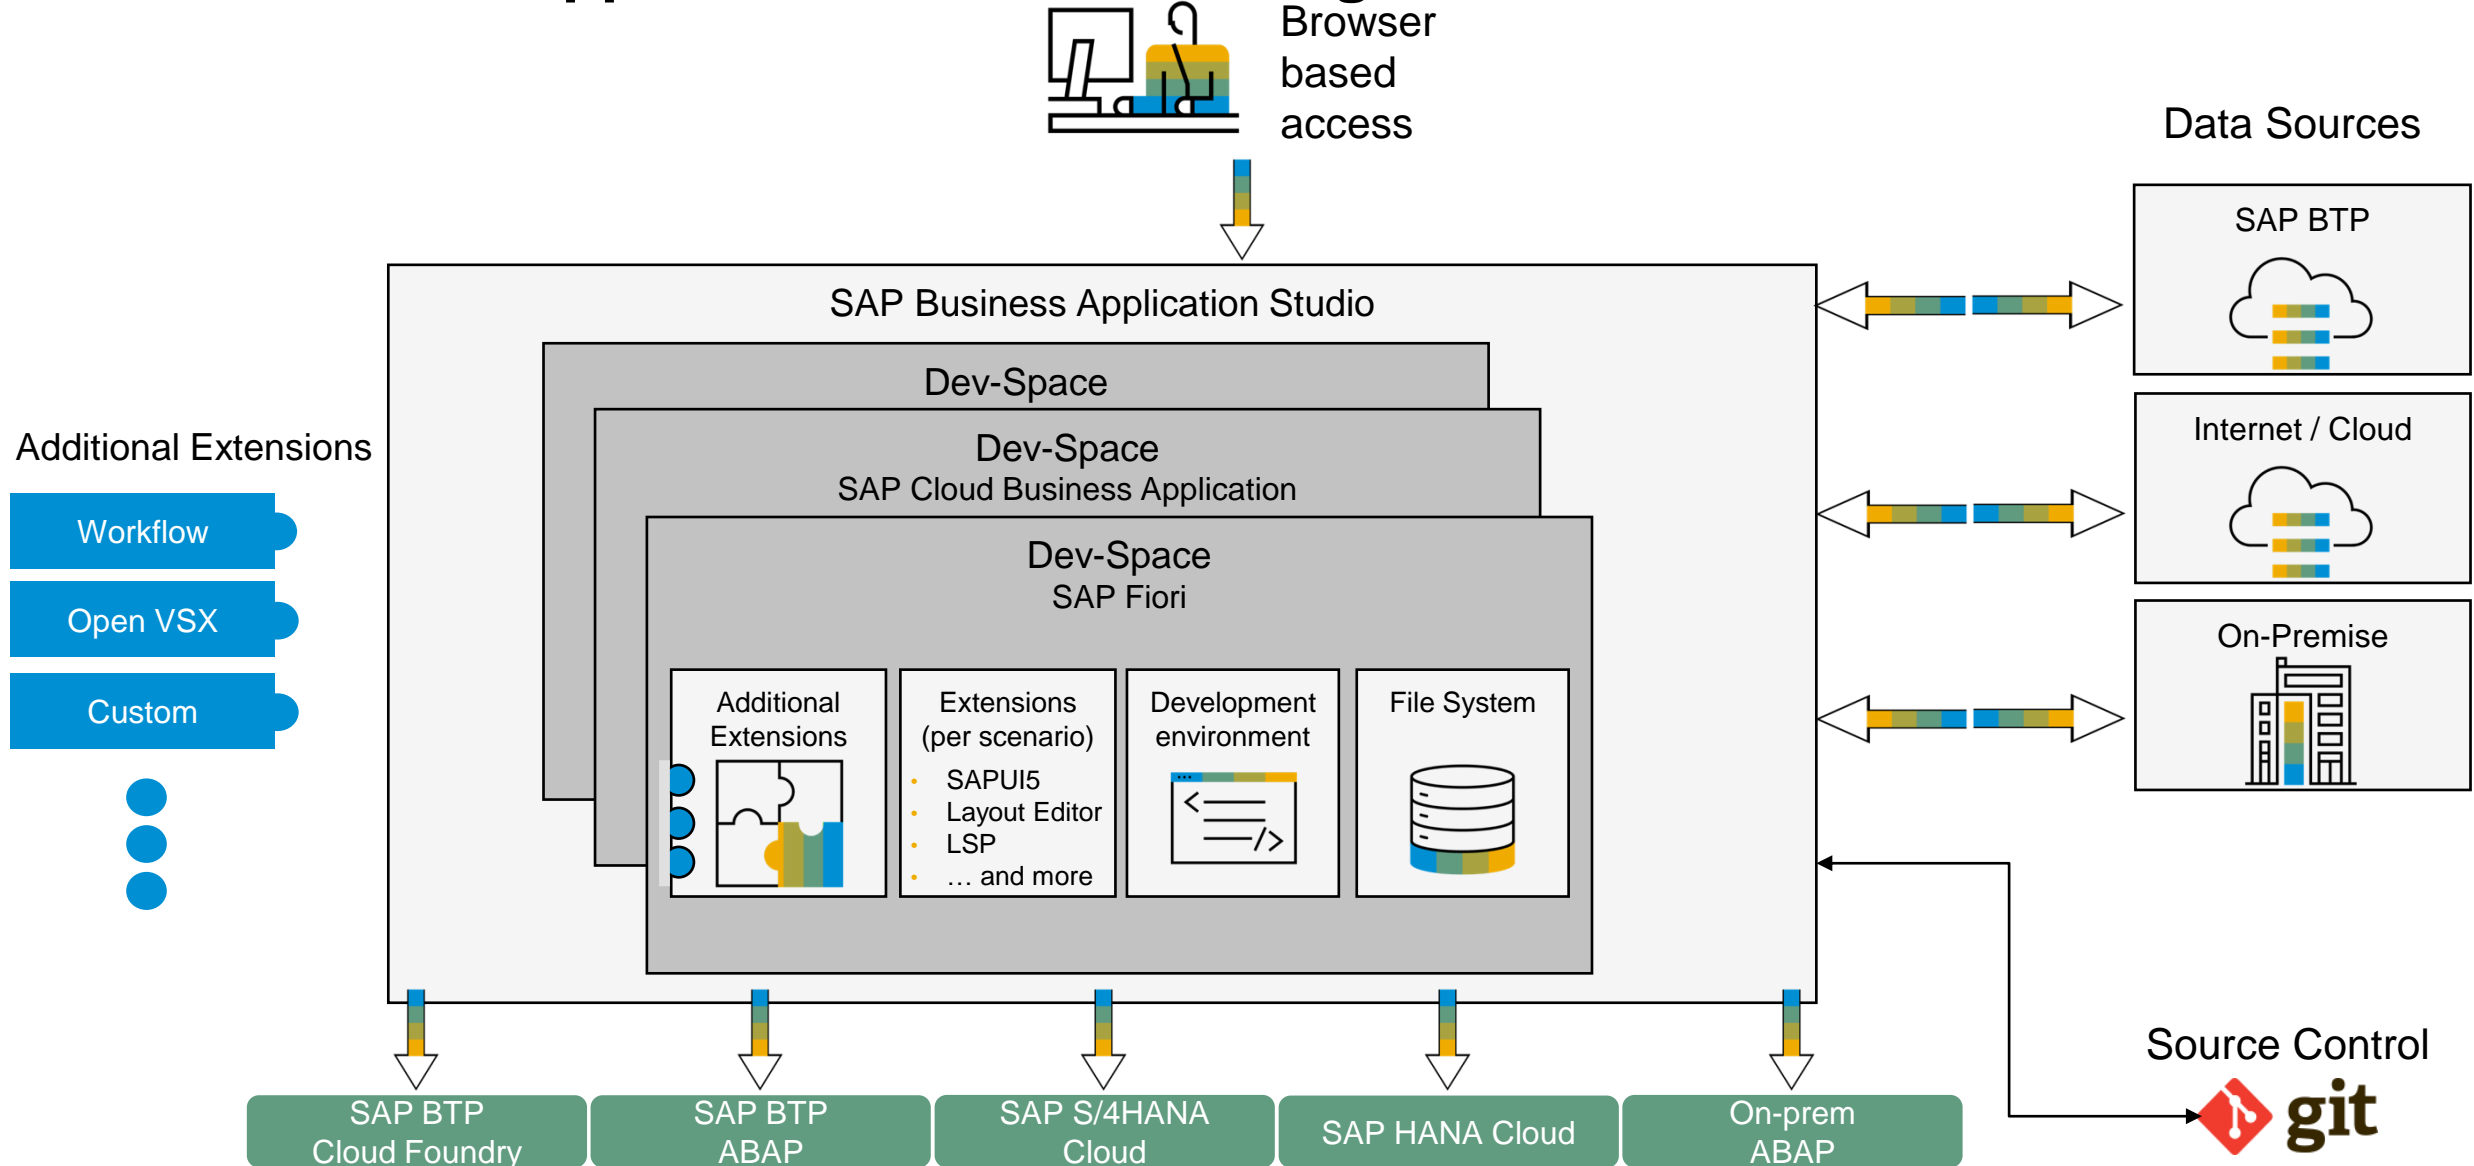 Browser
based
access
Data Sources
SAP BTP
Internet / Cloud
On-Premise
SAP Business Application Studio
Dev-Space
Dev-Space
SAP Cloud Business Application
Dev-Space
SAP Fiori
Additional
Extensions
Extensions
(per scenario)
• SAPUI5
• Layout Editor
• LSP
• … and more
Development
environment
File System
Additional Extensions
Workflow
Open VSX
Custom
SAP BTP
Cloud Foundry
SAP BTP
ABAP
SAP S/4HANA
Cloud
SAP HANA Cloud
On-prem
ABAP
Source Control
git